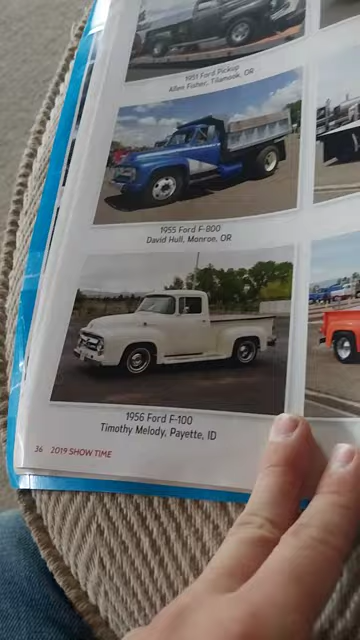 1951 Ford Pickup
Allen Fisher, Tilamook, OR
1955 Ford F-800
David Hull, Monroe, OR
1956 Ford F-100
Timothy Melody, Payette, ID
36 2019 SHOW TIME